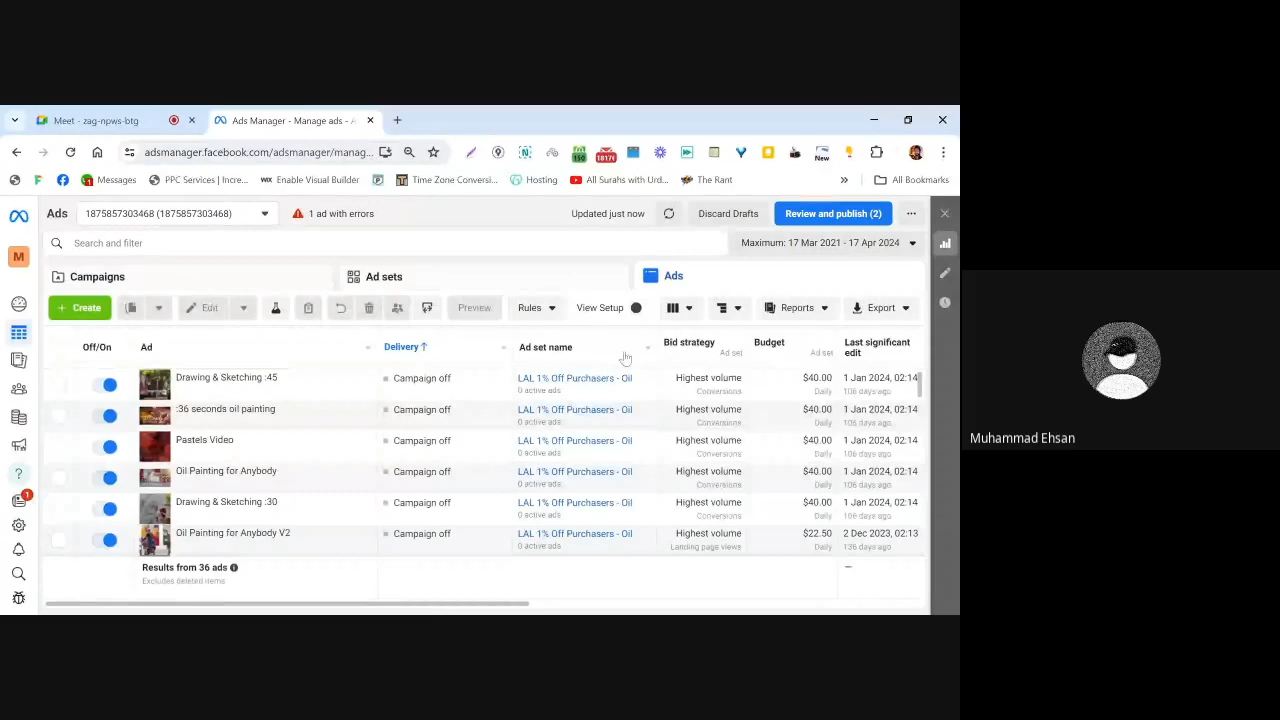 Meet - zag-npws-btg
Ads Manager - Manage ads - A
adsmanager.facebook.com/adsmanager/manag...
150
1817(
New
1
Messages
PPC Services | Incre...
WIX Enable Visual Builder
Time Zone Conversi...
Hosting
All Surahs with Urd...
The Rant
All Bookmarks
Ads
1875857303468 (1875857303468)
1 ad with errors
Updated just now
Discard Drafts
Review and publish (2)
M
Search and filter
Maximum: 17 Mar 2021 - 17 Apr 2024
Campaigns
Ad sets
Ads
+ Create
Edit
Preview
Rules
View Setup
Reports
Export
Off/On
Ad
Delivery ↑
Ad set name
Bid strategy
Ad set
Budget
Ad set
Last significant
edit
Drawing & Sketching :45
Campaign off
LAL 1% Off Purchasers - Oil
0 active ads
Highest volume
Conversions
$40.00
Daily
1 Jan 2024, 02:14
106 days ago
:36 seconds oil painting
Campaign off
LAL 1% Off Purchasers - Oil
0 active ads
Highest volume
Conversions
$40.00
Daily
1 Jan 2024, 02:14
106 days ago
Pastels Video
Campaign off
LAL 1% Off Purchasers - Oil
0 active ads
Highest volume
Conversions
$40.00
Daily
1 Jan 2024, 02:14
106 days ago
Oil Painting for Anybody
Campaign off
LAL 1% Off Purchasers - Oil
0 active ads
Highest volume
Conversions
$40.00
Daily
1 Jan 2024, 02:14
106 days ago
Drawing & Sketching :30
Campaign off
LAL 1% Off Purchasers - Oil
0 active ads
Highest volume
Conversions
$40.00
Daily
1 Jan 2024, 02:14
106 days ago
Oil Painting for Anybody V2
Campaign off
LAL 1% Off Purchasers - Oil
0 active ads
Highest volume
Landing page views
$22.50
Daily
2 Dec 2023, 02:13
136 days ago
Results from 36 ads
Excludes deleted items
—
1
Muhammad Ehsan